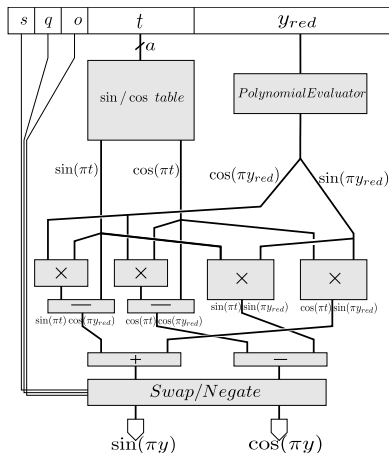 s q o t y_red
a
sin / cos table
PolynomialEvaluator
sin(πt) cos(πt) cos(πy_red) sin(πy_red)
× × × ×
− −
sin(πt) cos(πy_red) cos(πt) cos(πy_red) sin(πt) sin(πy_red) cos(πt) sin(πy_red)
+ −
Swap/Negate
sin(πy) cos(πy)